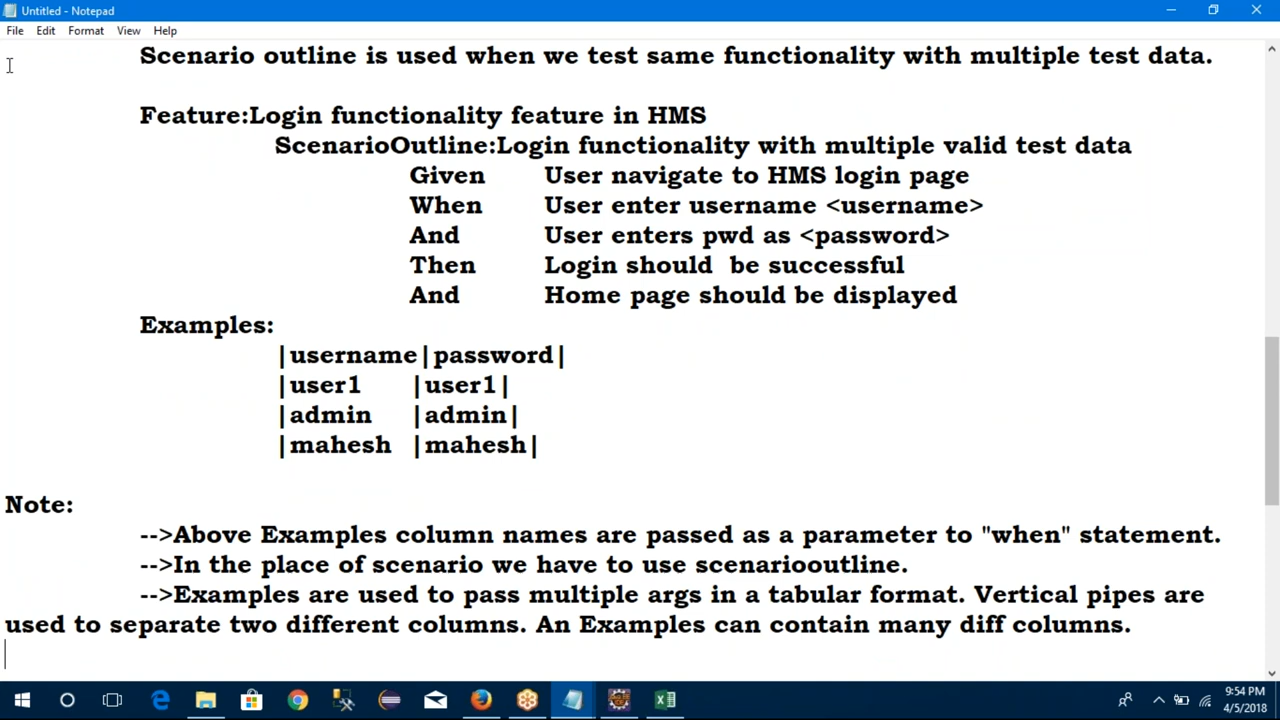 Untitled - Notepad
File Edit Format View Help
Scenario outline is used when we test same functionality with multiple test data.
Feature:Login functionality feature in HMS
ScenarioOutline:Login functionality with multiple valid test data
Given User navigate to HMS login page
When User enter username <username>
And User enters pwd as <password>
Then Login should  be successful
And Home page should be displayed
Examples:
|username|password|
|user1 |user1|
|admin |admin|
|mahesh |mahesh|
Note:
-->Above Examples column names are passed as a parameter to "when" statement.
-->In the place of scenario we have to use scenariooutline.
-->Examples are used to pass multiple args in a tabular format. Vertical pipes are
used to separate two different columns. An Examples can contain many diff columns.
9:54 PM
4/5/2018